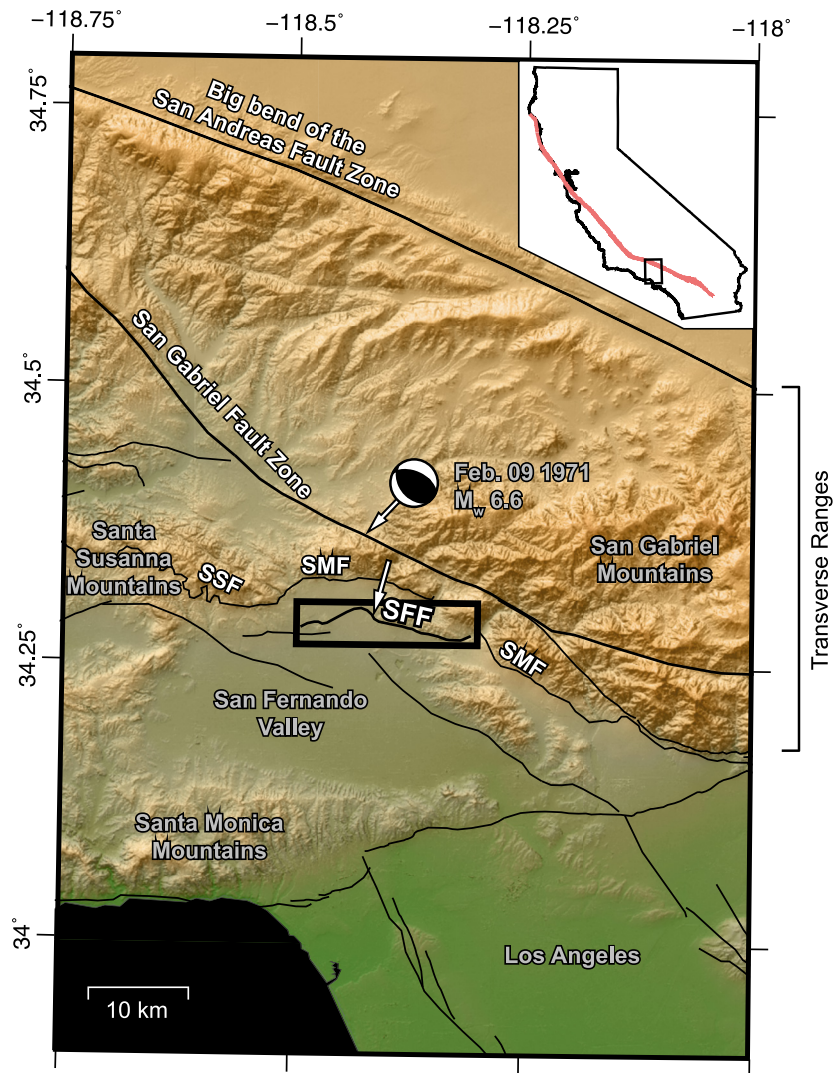 −118.75°
−118.5°
−118.25°
−118°
34.75°
34.5°
34.25°
34°
Big bend of the
San Andreas Fault Zone
San Gabriel Fault Zone
Feb. 09 1971
Mw 6.6
Santa
Susanna
Mountains
SSF
SMF
SFF
SMF
San Gabriel
Mountains
Transverse Ranges
San Fernando
Valley
Santa Monica
Mountains
Los Angeles
10 km